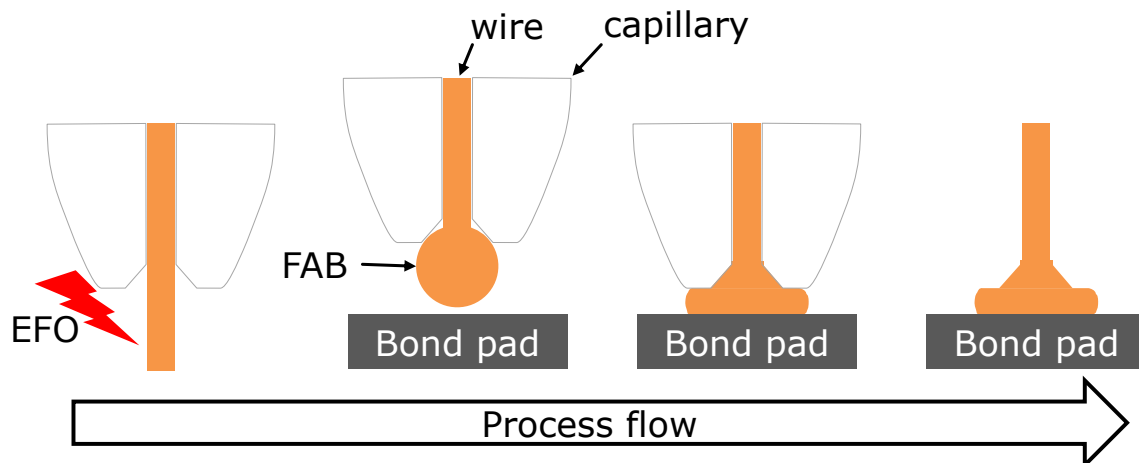 wire
capillary
FAB
EFO
Bond pad
Bond pad
Bond pad
Process flow